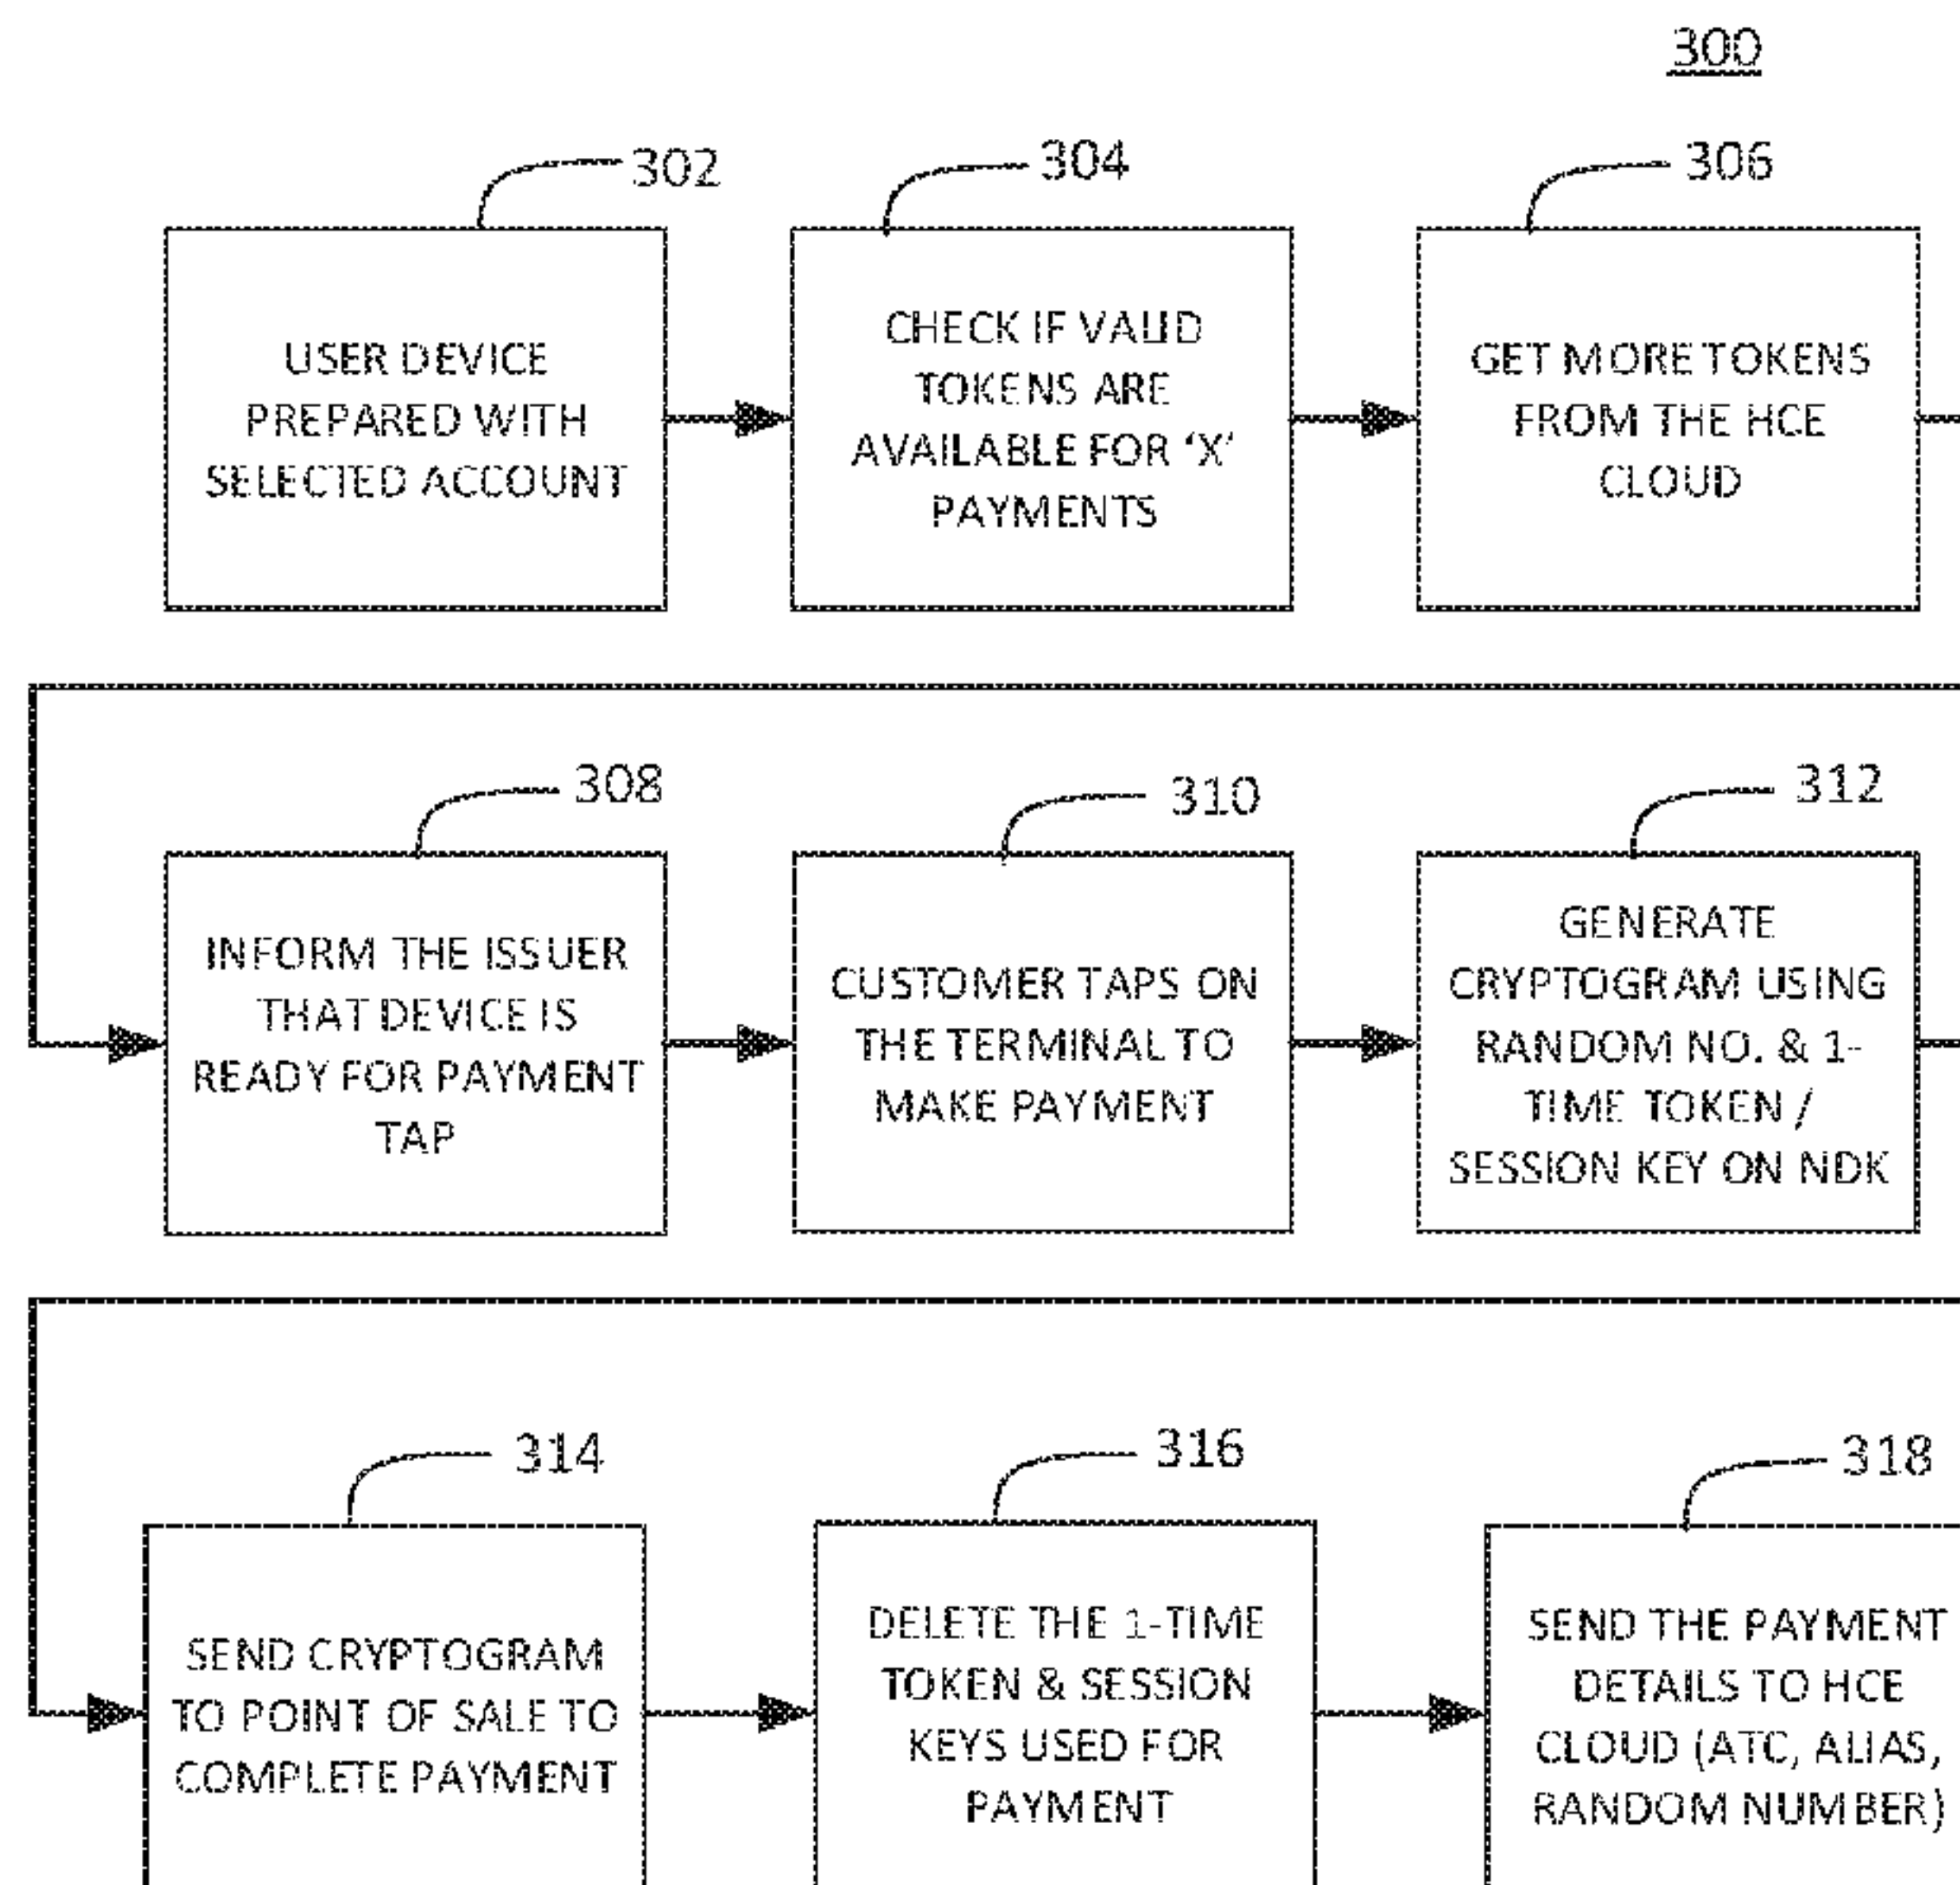 300
302
304
306
USER DEVICE
PREPARED WITH
SELECTED ACCOUNT
CHECK IF VALID
TOKENS ARE
AVAILABLE FOR ‘X’
PAYMENTS
GET MORE TOKENS
FROM THE HCE
CLOUD
308
310
312
INFORM THE ISSUER
THAT DEVICE IS
READY FOR PAYMENT
TAP
CUSTOMER TAPS ON
THE TERMINAL TO
MAKE PAYMENT
GENERATE
CRYPTOGRAM USING
RANDOM NO. & 1-
TIME TOKEN /
SESSION KEY ON NDK
314
316
318
SEND CRYPTOGRAM
TO POINT OF SALE TO
COMPLETE PAYMENT
DELETE THE 1-TIME
TOKEN & SESSION
KEYS USED FOR
PAYMENT
SEND THE PAYMENT
DETAILS TO HCE
CLOUD (ATC, ALIAS,
RANDOM NUMBER)